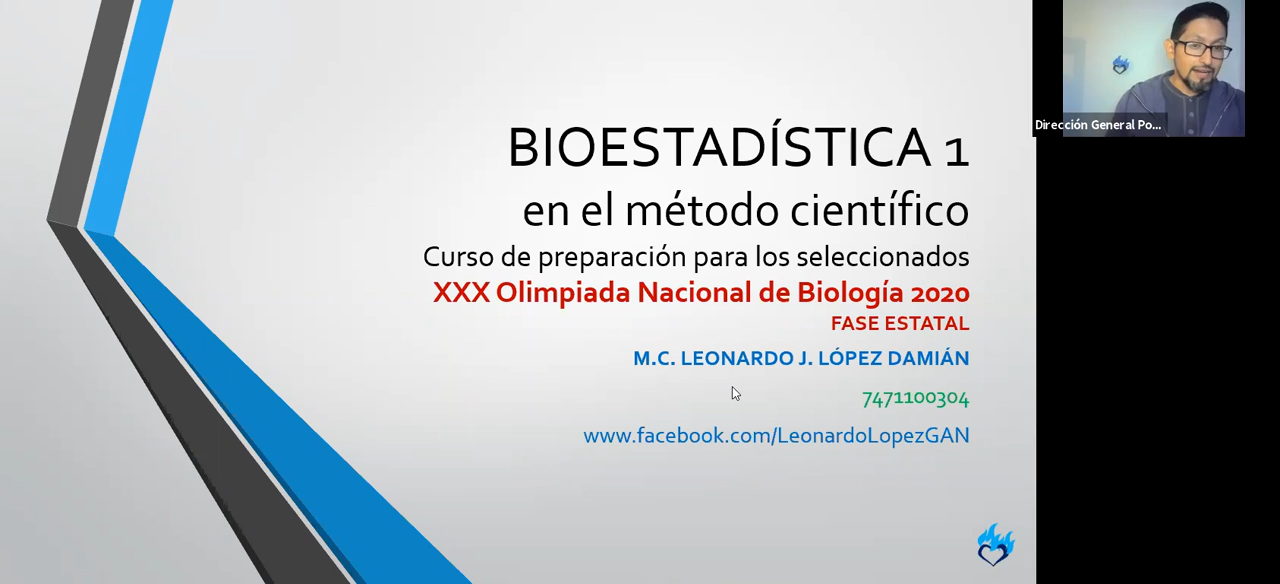 BIOESTADÍSTICA 1
en el método científico
Curso de preparación para los seleccionados
XXX Olimpiada Nacional de Biología 2020
FASE ESTATAL
M.C. LEONARDO J. LÓPEZ DAMIÁN
7471100304
www.facebook.com/LeonardoLopezGAN
Dirección General Po...